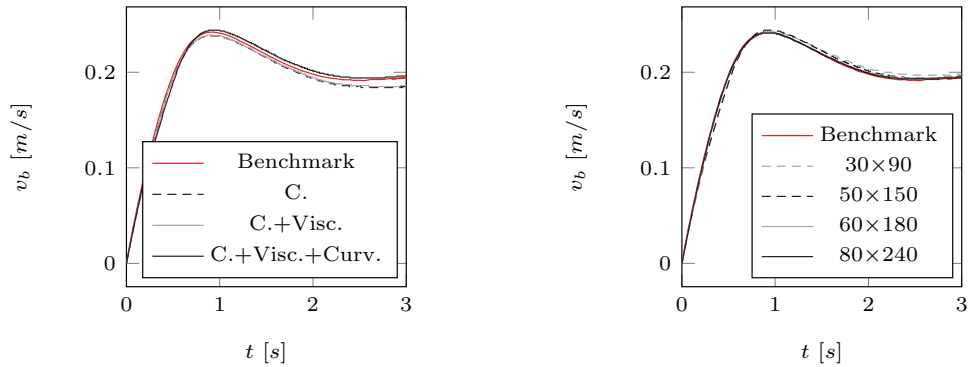 0.2
0.1
0
v_b [m/s]
Benchmark
C.
C.+Visc.
C.+Visc.+Curv.
0 1 2 3
t [s]
0.2
0.1
0
v_b [m/s]
Benchmark
30×90
50×150
60×180
80×240
0 1 2 3
t [s]